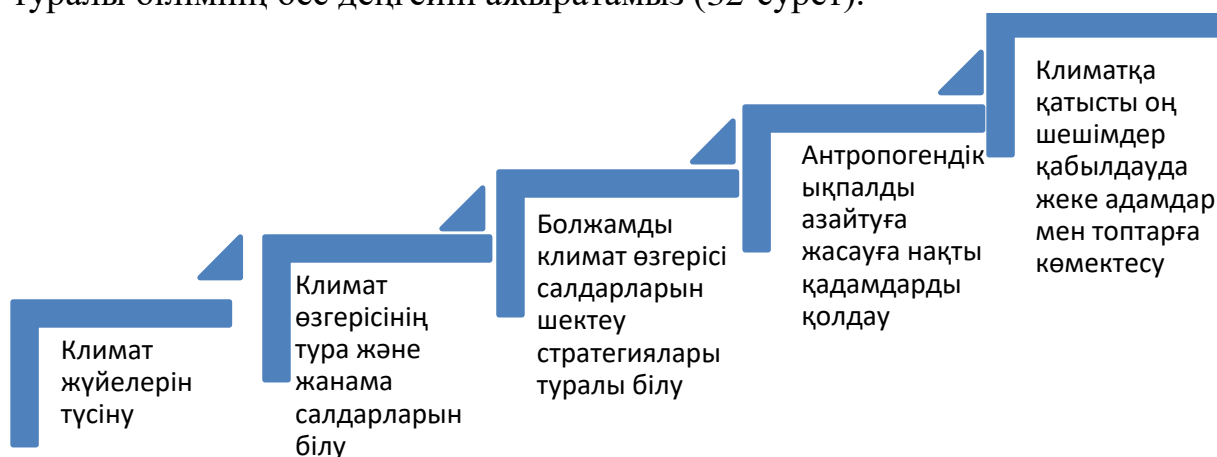 туралы білімнің бес деңгейін ажыратамыз (32-сурет).
Климат
жүйелерін
түсіну
Климат
өзгерісінің
тура және
жанама
салдарларын
білу
Болжамды
климат өзгерісі
салдарларын
шектеу
стратегиялары
туралы білу
Антропогендік
ықпалды
азайтуға
жасауға нақты
қадамдарды
қолдау
Климатқа
қатысты оң
шешімдер
қабылдауда
жеке адамдар
мен топтарға
көмектесу